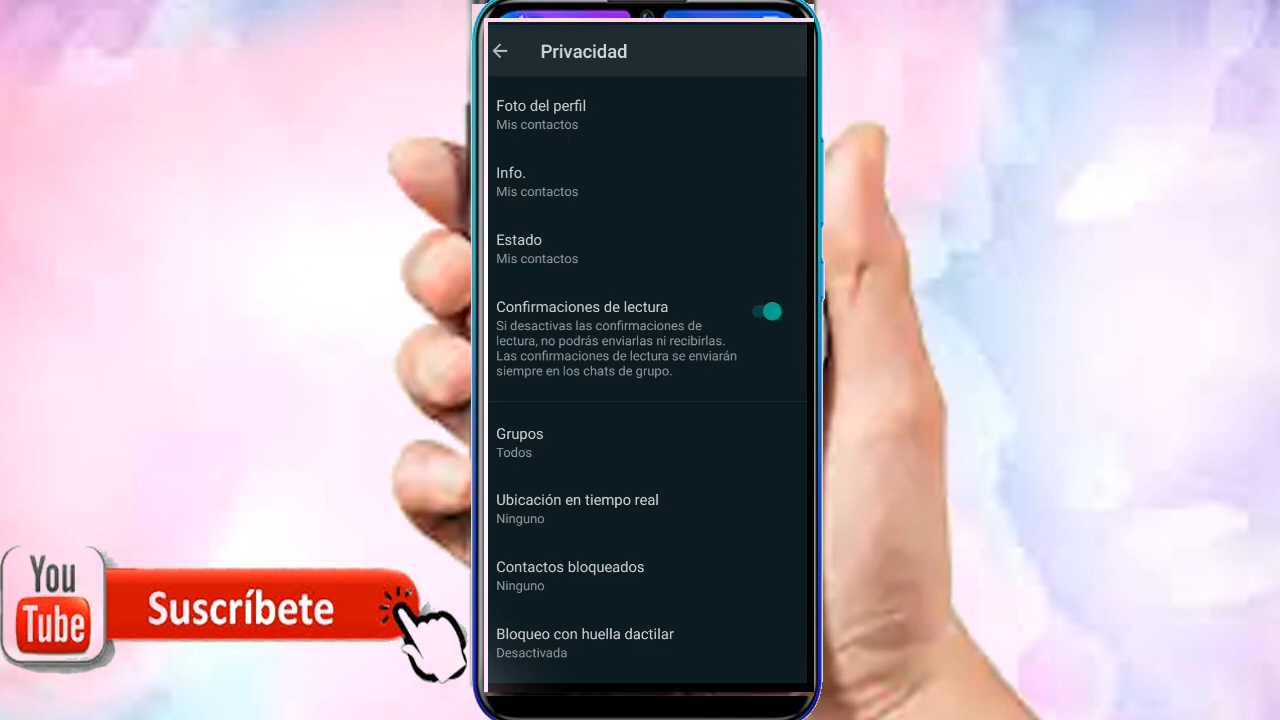 Privacidad
Foto del perfil
Mis contactos
Info.
Mis contactos
Estado
Mis contactos
Confirmaciones de lectura
Si desactivas las confirmaciones de
lectura, no podrás enviarlas ni recibirlas.
Las confirmaciones de lectura se enviarán
siempre en los chats de grupo.
Grupos
Todos
Ubicación en tiempo real
Ninguno
Contactos bloqueados
Ninguno
Bloqueo con huella dactilar
Desactivada
You
Tube
Suscríbete